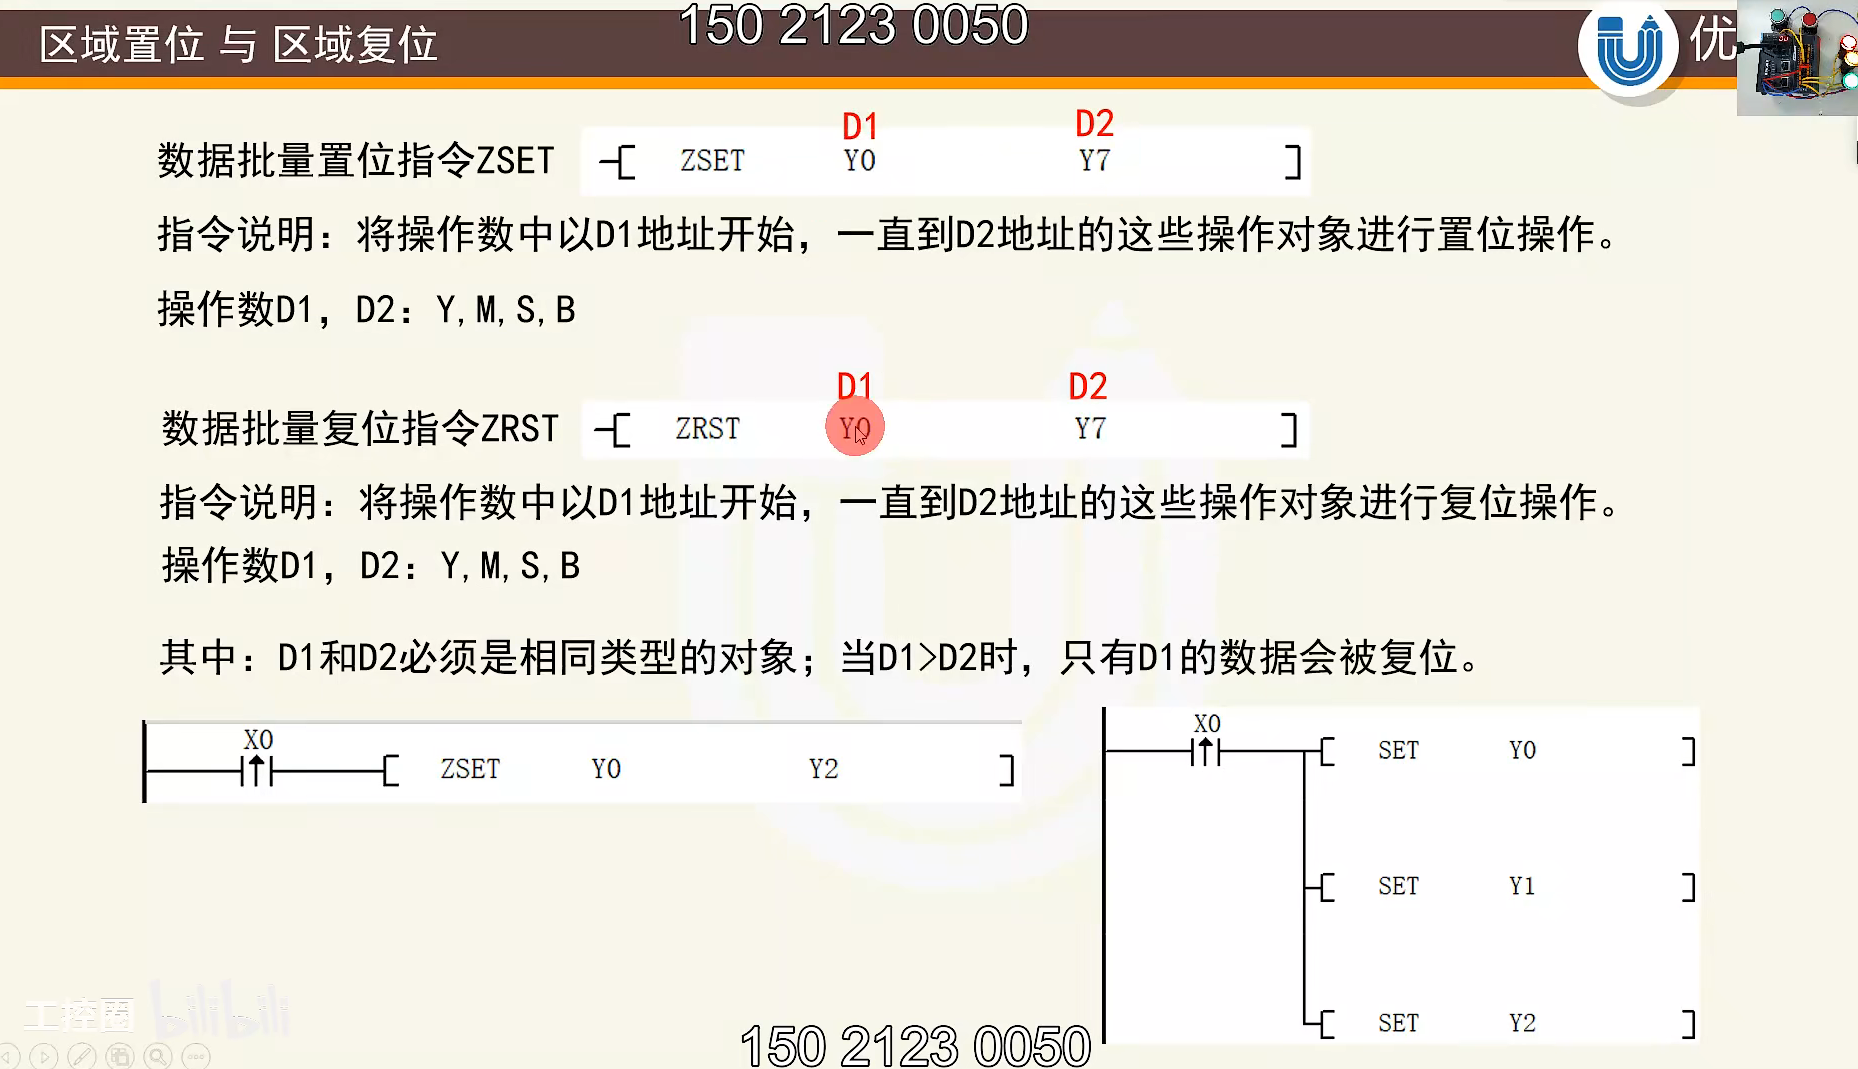 150 2123 0050
区域置位 与 区域复位
优
D1 D2
数据批量置位指令ZSET ZSET Y0 Y7
指令说明：将操作数中以D1地址开始，一直到D2地址的这些操作对象进行置位操作。
操作数D1，D2：Y,M,S,B
D1 D2
数据批量复位指令ZRST ZRST Y0 Y7
指令说明：将操作数中以D1地址开始，一直到D2地址的这些操作对象进行复位操作。
操作数D1，D2：Y,M,S,B
其中：D1和D2必须是相同类型的对象；当D1>D2时，只有D1的数据会被复位。
X0
ZSET Y0 Y2
X0
SET Y0
SET Y1
SET Y2
工控圈 bilibili
150 2123 0050